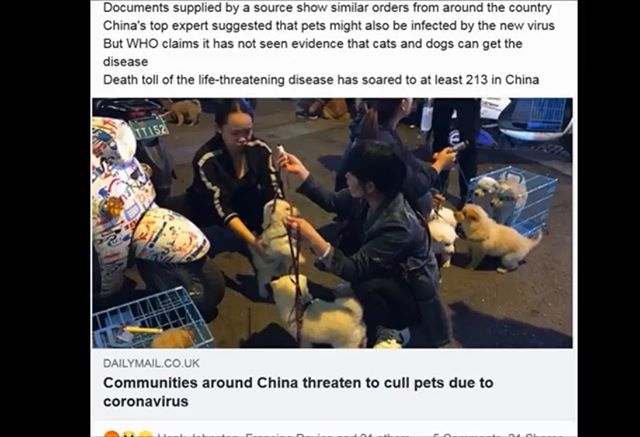 Documents supplied by a source show similar orders from around the country
China's top expert suggested that pets might also be infected by the new virus
But WHO claims it has not seen evidence that cats and dogs can get the
disease
Death toll of the life-threatening disease has soared to at least 213 in China
TT152
DAILYMAIL.CO.UK
Communities around China threaten to cull pets due to
coronavirus